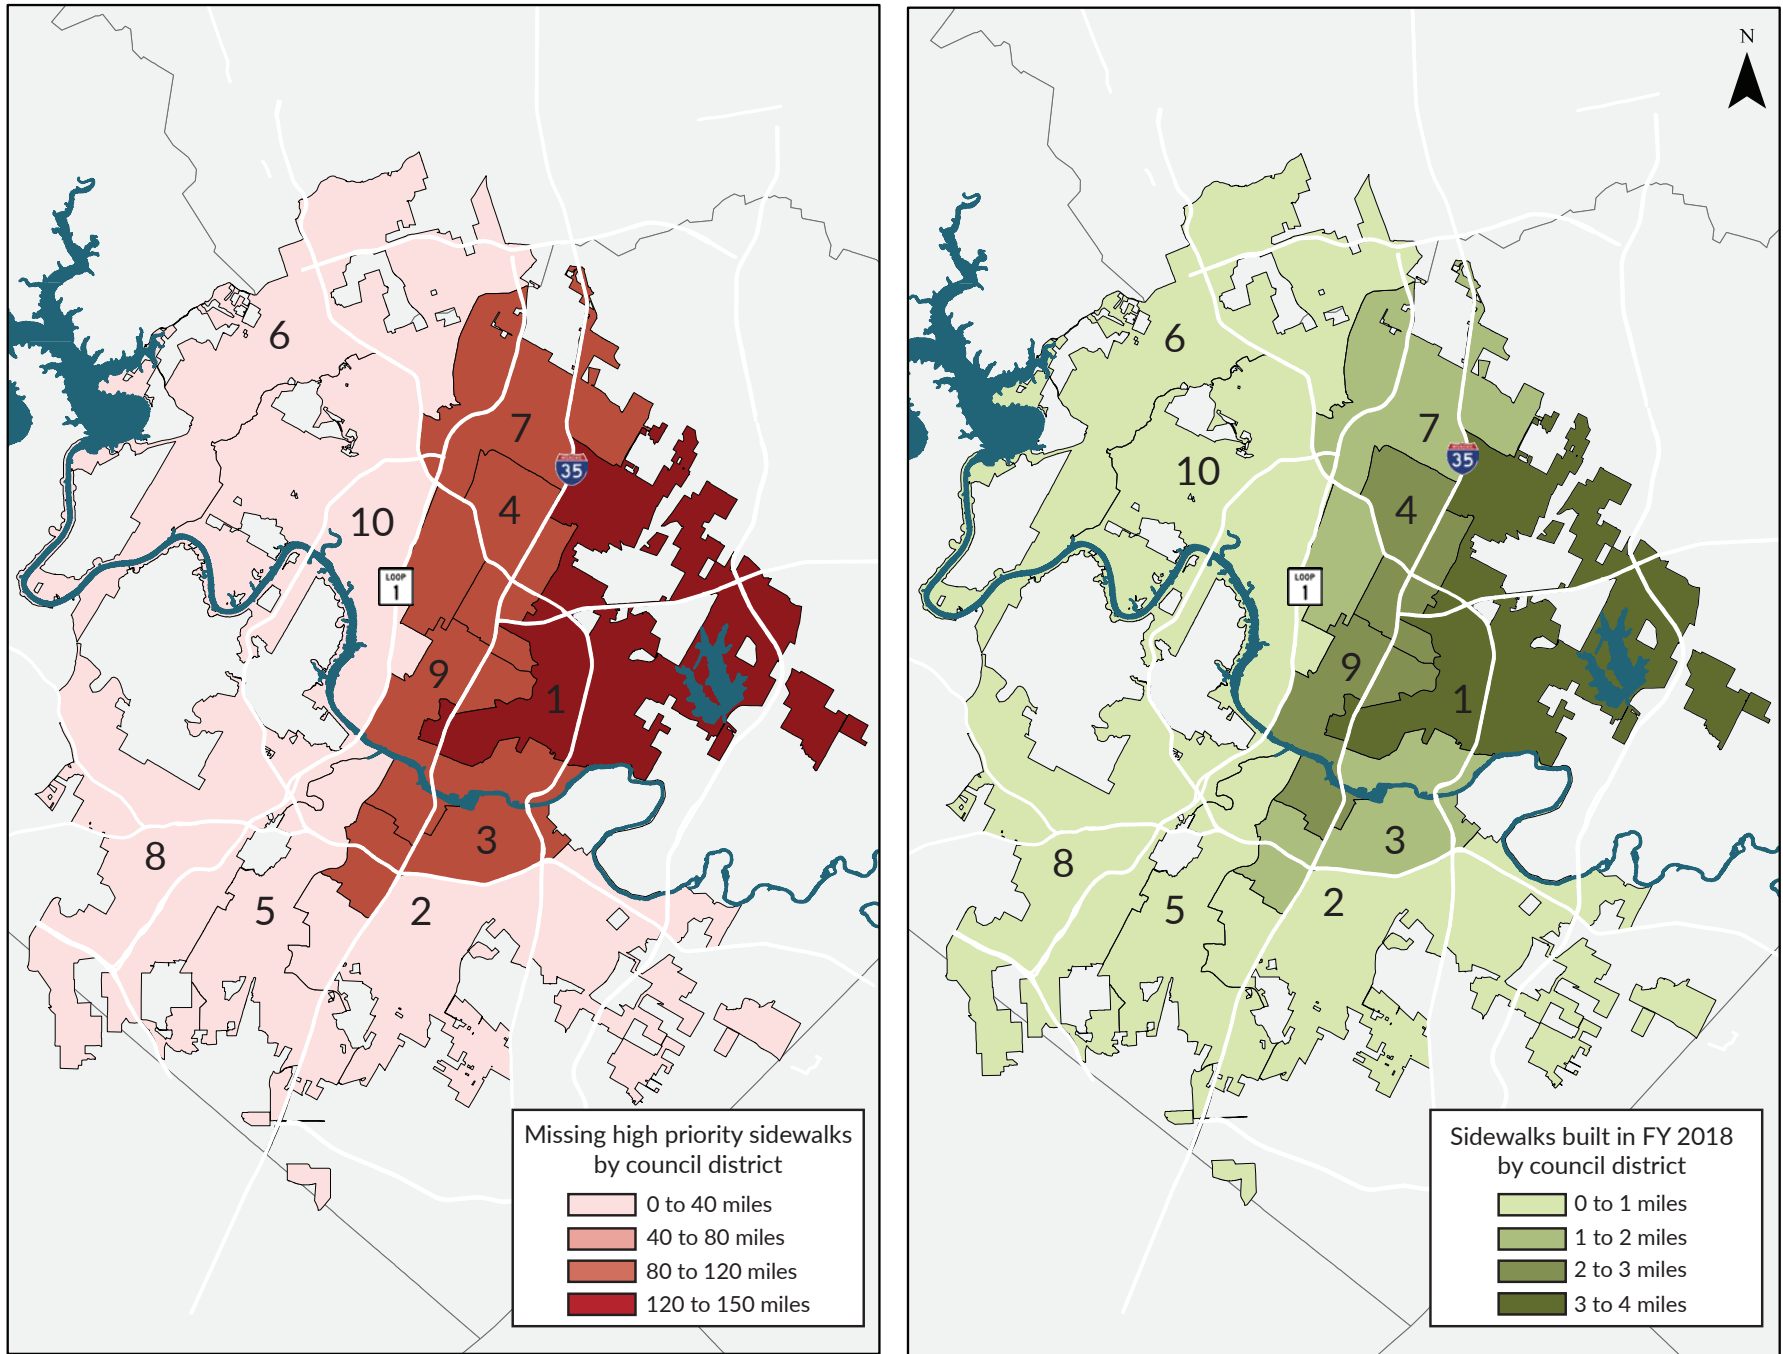 6
7
4
10
LOOP
1
35
9
1
3
8
5
2
Missing high priority sidewalks
by council district
0 to 40 miles
40 to 80 miles
80 to 120 miles
120 to 150 miles
N
6
7
10
35
4
LOOP
1
9
1
3
8
5
2
Sidewalks built in FY 2018
by council district
0 to 1 miles
1 to 2 miles
2 to 3 miles
3 to 4 miles